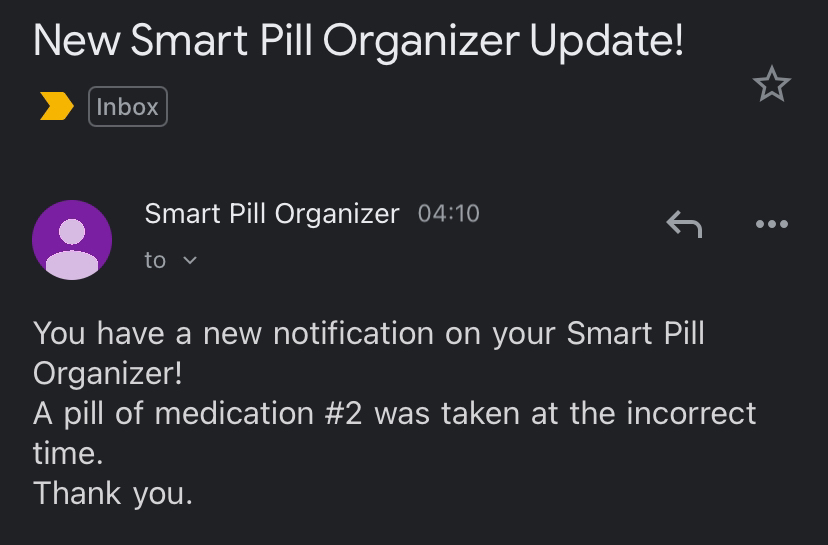 New Smart Pill Organizer Update!
Inbox
Smart Pill Organizer 04:10
to
You have a new notification on your Smart Pill
Organizer!
A pill of medication #2 was taken at the incorrect
time.
Thank you.